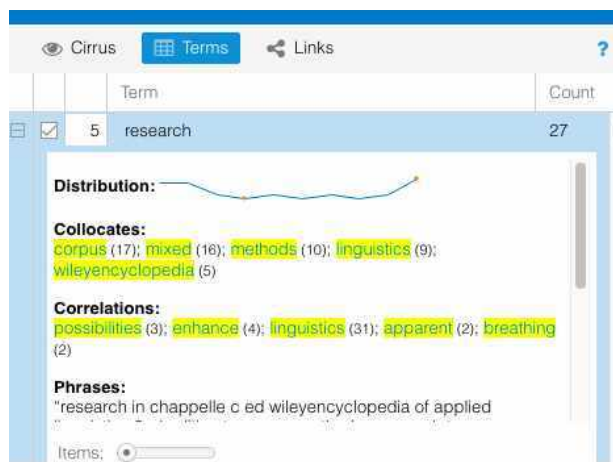 Cirrus Terms Links ?
Term Count
5 research 27
Distribution:
Collocates:
corpus (17); mixed (16); methods (10); linguistics (9);
wileyencyclopedia (5)
Correlations:
possibilities (3); enhance (4); linguistics (31); apparent (2); breathing
(2)
Phrases:
"research in chappelle c ed wileyencyclopedia of applied
Items: